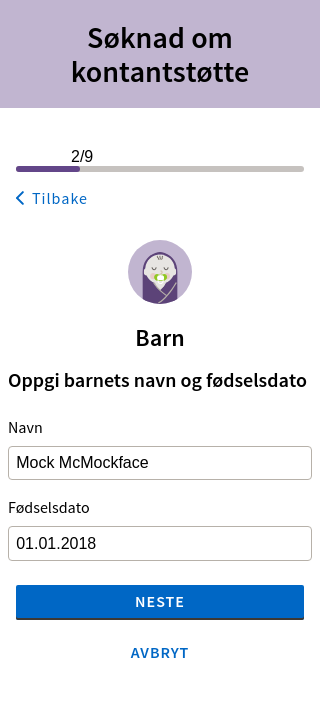 Søknad om
kontantstøtte
2/9
Tilbake
Barn
Oppgi barnets navn og fødselsdato
Navn
Mock McMockface
Fødselsdato
01.01.2018
NESTE
AVBRYT